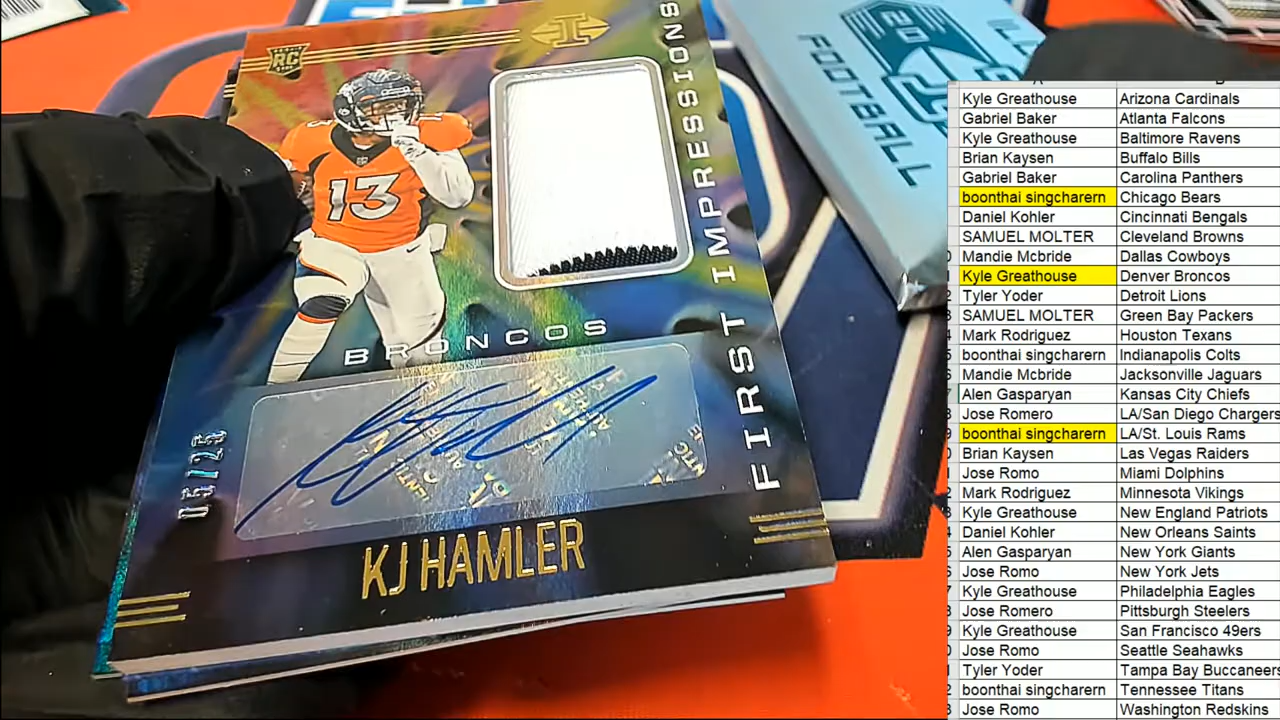 RC
I
FIRST IMPRESSIONS
13
BRONCOS
05/25
KJ HAMLER
20
FOOTBALL
Kyle Greathouse Arizona Cardinals
Gabriel Baker Atlanta Falcons
Kyle Greathouse Baltimore Ravens
Brian Kaysen Buffalo Bills
Gabriel Baker Carolina Panthers
boonthai singcharern Chicago Bears
Daniel Kohler Cincinnati Bengals
SAMUEL MOLTER Cleveland Browns
Mandie Mcbride Dallas Cowboys
Kyle Greathouse Denver Broncos
Tyler Yoder Detroit Lions
SAMUEL MOLTER Green Bay Packers
Mark Rodriguez Houston Texans
boonthai singcharern Indianapolis Colts
Mandie Mcbride Jacksonville Jaguars
Alen Gasparyan Kansas City Chiefs
Jose Romero LA/San Diego Chargers
boonthai singcharern LA/St. Louis Rams
Brian Kaysen Las Vegas Raiders
Jose Romo Miami Dolphins
Mark Rodriguez Minnesota Vikings
Kyle Greathouse New England Patriots
Daniel Kohler New Orleans Saints
Alen Gasparyan New York Giants
Jose Romo New York Jets
Kyle Greathouse Philadelphia Eagles
Jose Romero Pittsburgh Steelers
Kyle Greathouse San Francisco 49ers
Jose Romo Seattle Seahawks
Tyler Yoder Tampa Bay Buccaneers
boonthai singcharern Tennessee Titans
Jose Romo Washington Redskins